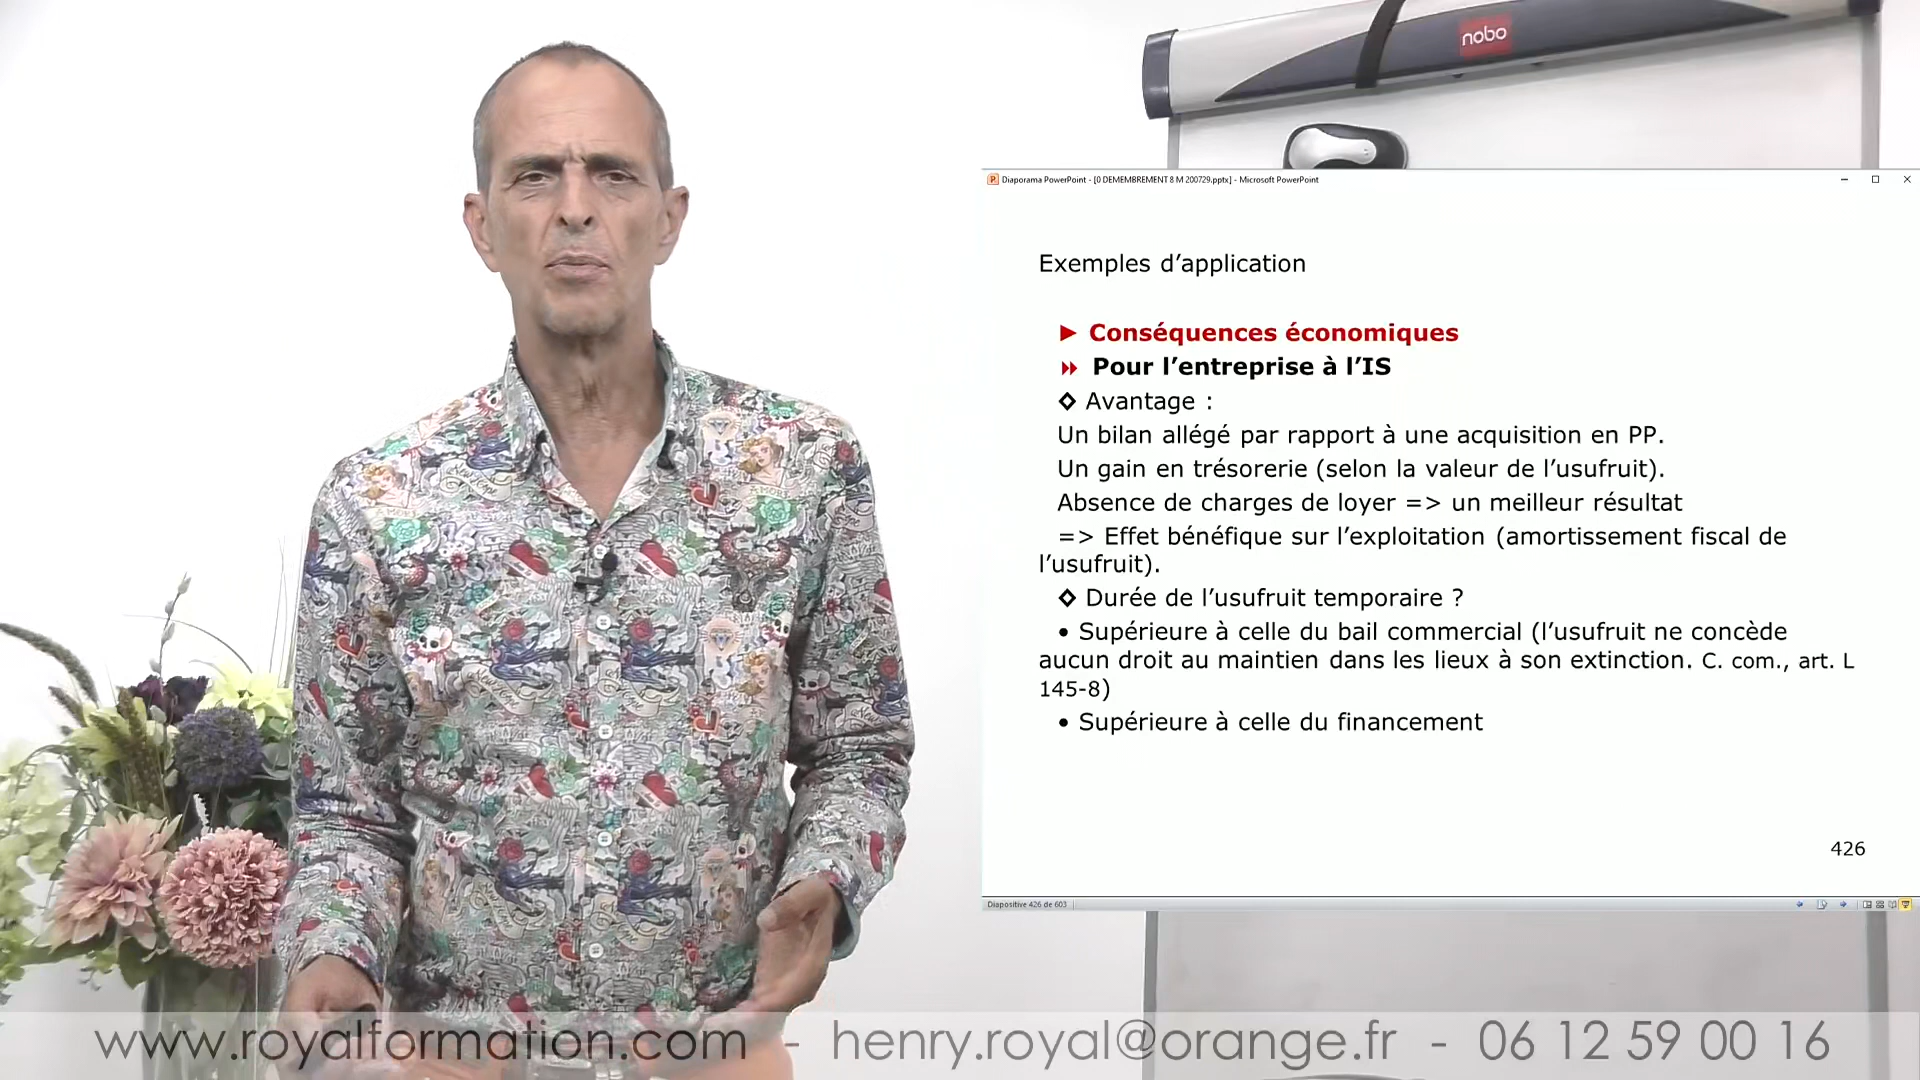 nobo
Diaporama PowerPoint - [0 DEMEMBREMENT 8 M 200729.pptx] - Microsoft PowerPoint
Exemples d’application
► Conséquences économiques
Pour l’entreprise à l’IS
◊ Avantage :
Un bilan allégé par rapport à une acquisition en PP.
Un gain en trésorerie (selon la valeur de l’usufruit).
Absence de charges de loyer => un meilleur résultat
=> Effet bénéfique sur l’exploitation (amortissement fiscal de
l’usufruit).
◊ Durée de l’usufruit temporaire ?
• Supérieure à celle du bail commercial (l’usufruit ne concède
aucun droit au maintien dans les lieux à son extinction. C. com., art. L
145-8)
• Supérieure à celle du financement
426
Diapositive 426 de 603
www.royalformation.com - henry.royal@orange.fr - 06 12 59 00 16